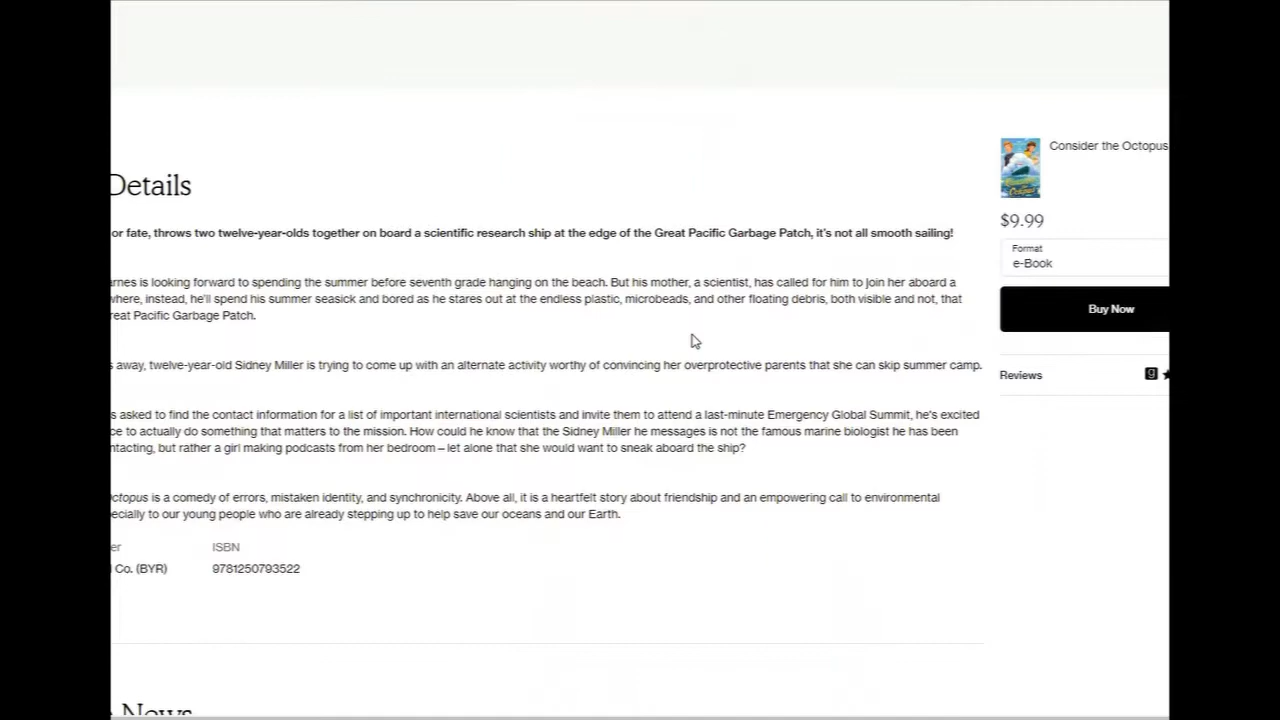 Consider the Octopus
Details
$9.99
or fate, throws two twelve-year-olds together on board a scientific research ship at the edge of the Great Pacific Garbage Patch, it's not all smooth sailing!
Format
e-Book
arnes is looking forward to spending the summer before seventh grade hanging on the beach. But his mother, a scientist, has called for him to join her aboard a
where, instead, he'll spend his summer seasick and bored as he stares out at the endless plastic, microbeads, and other floating debris, both visible and not, that
reat Pacific Garbage Patch.
Buy Now
s away, twelve-year-old Sidney Miller is trying to come up with an alternate activity worthy of convincing her overprotective parents that she can skip summer camp.
Reviews
s asked to find the contact information for a list of important international scientists and invite them to attend a last-minute Emergency Global Summit, he's excited
ce to actually do something that matters to the mission. How could he know that the Sidney Miller he messages is not the famous marine biologist he has been
ntacting, but rather a girl making podcasts from her bedroom – let alone that she would want to sneak aboard the ship?
ctopus is a comedy of errors, mistaken identity, and synchronicity. Above all, it is a heartfelt story about friendship and an empowering call to environmental
ecially to our young people who are already stepping up to help save our oceans and our Earth.
er
ISBN
Co. (BYR)
9781250793522
News